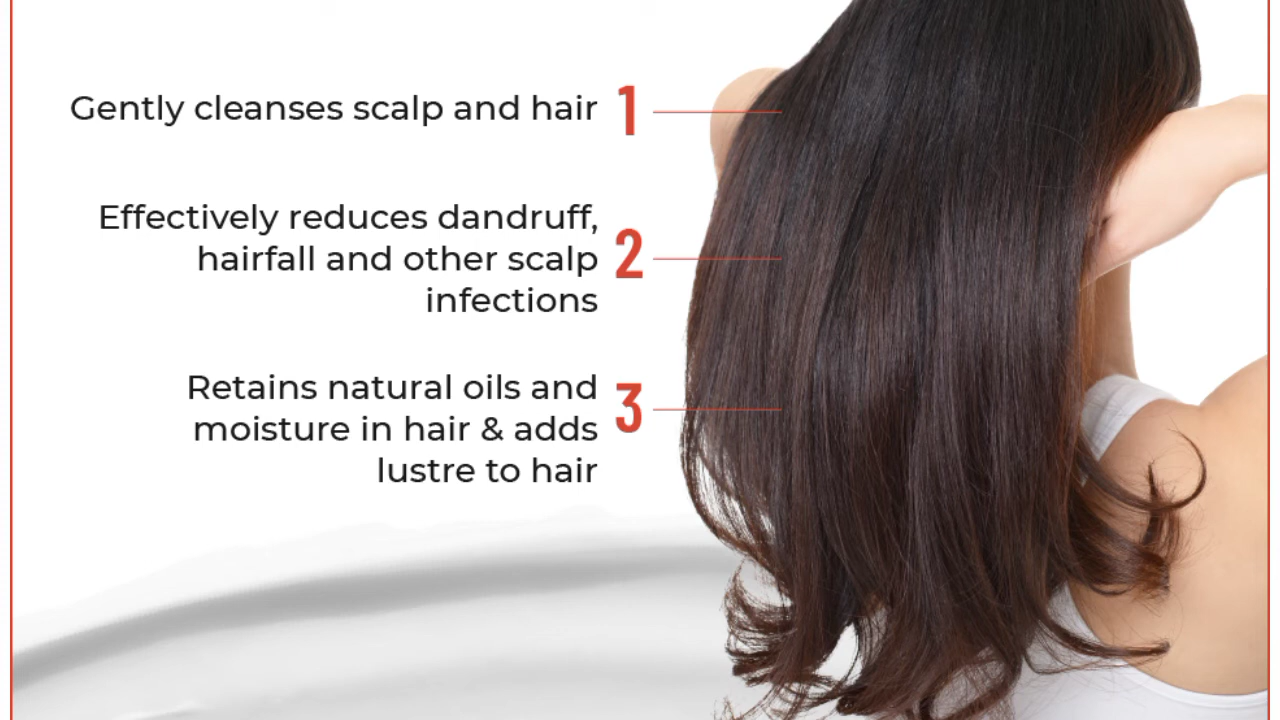 Gently cleanses scalp and hair 1
Effectively reduces dandruff,
hairfall and other scalp 2
infections
Retains natural oils and
moisture in hair & adds 3
lustre to hair